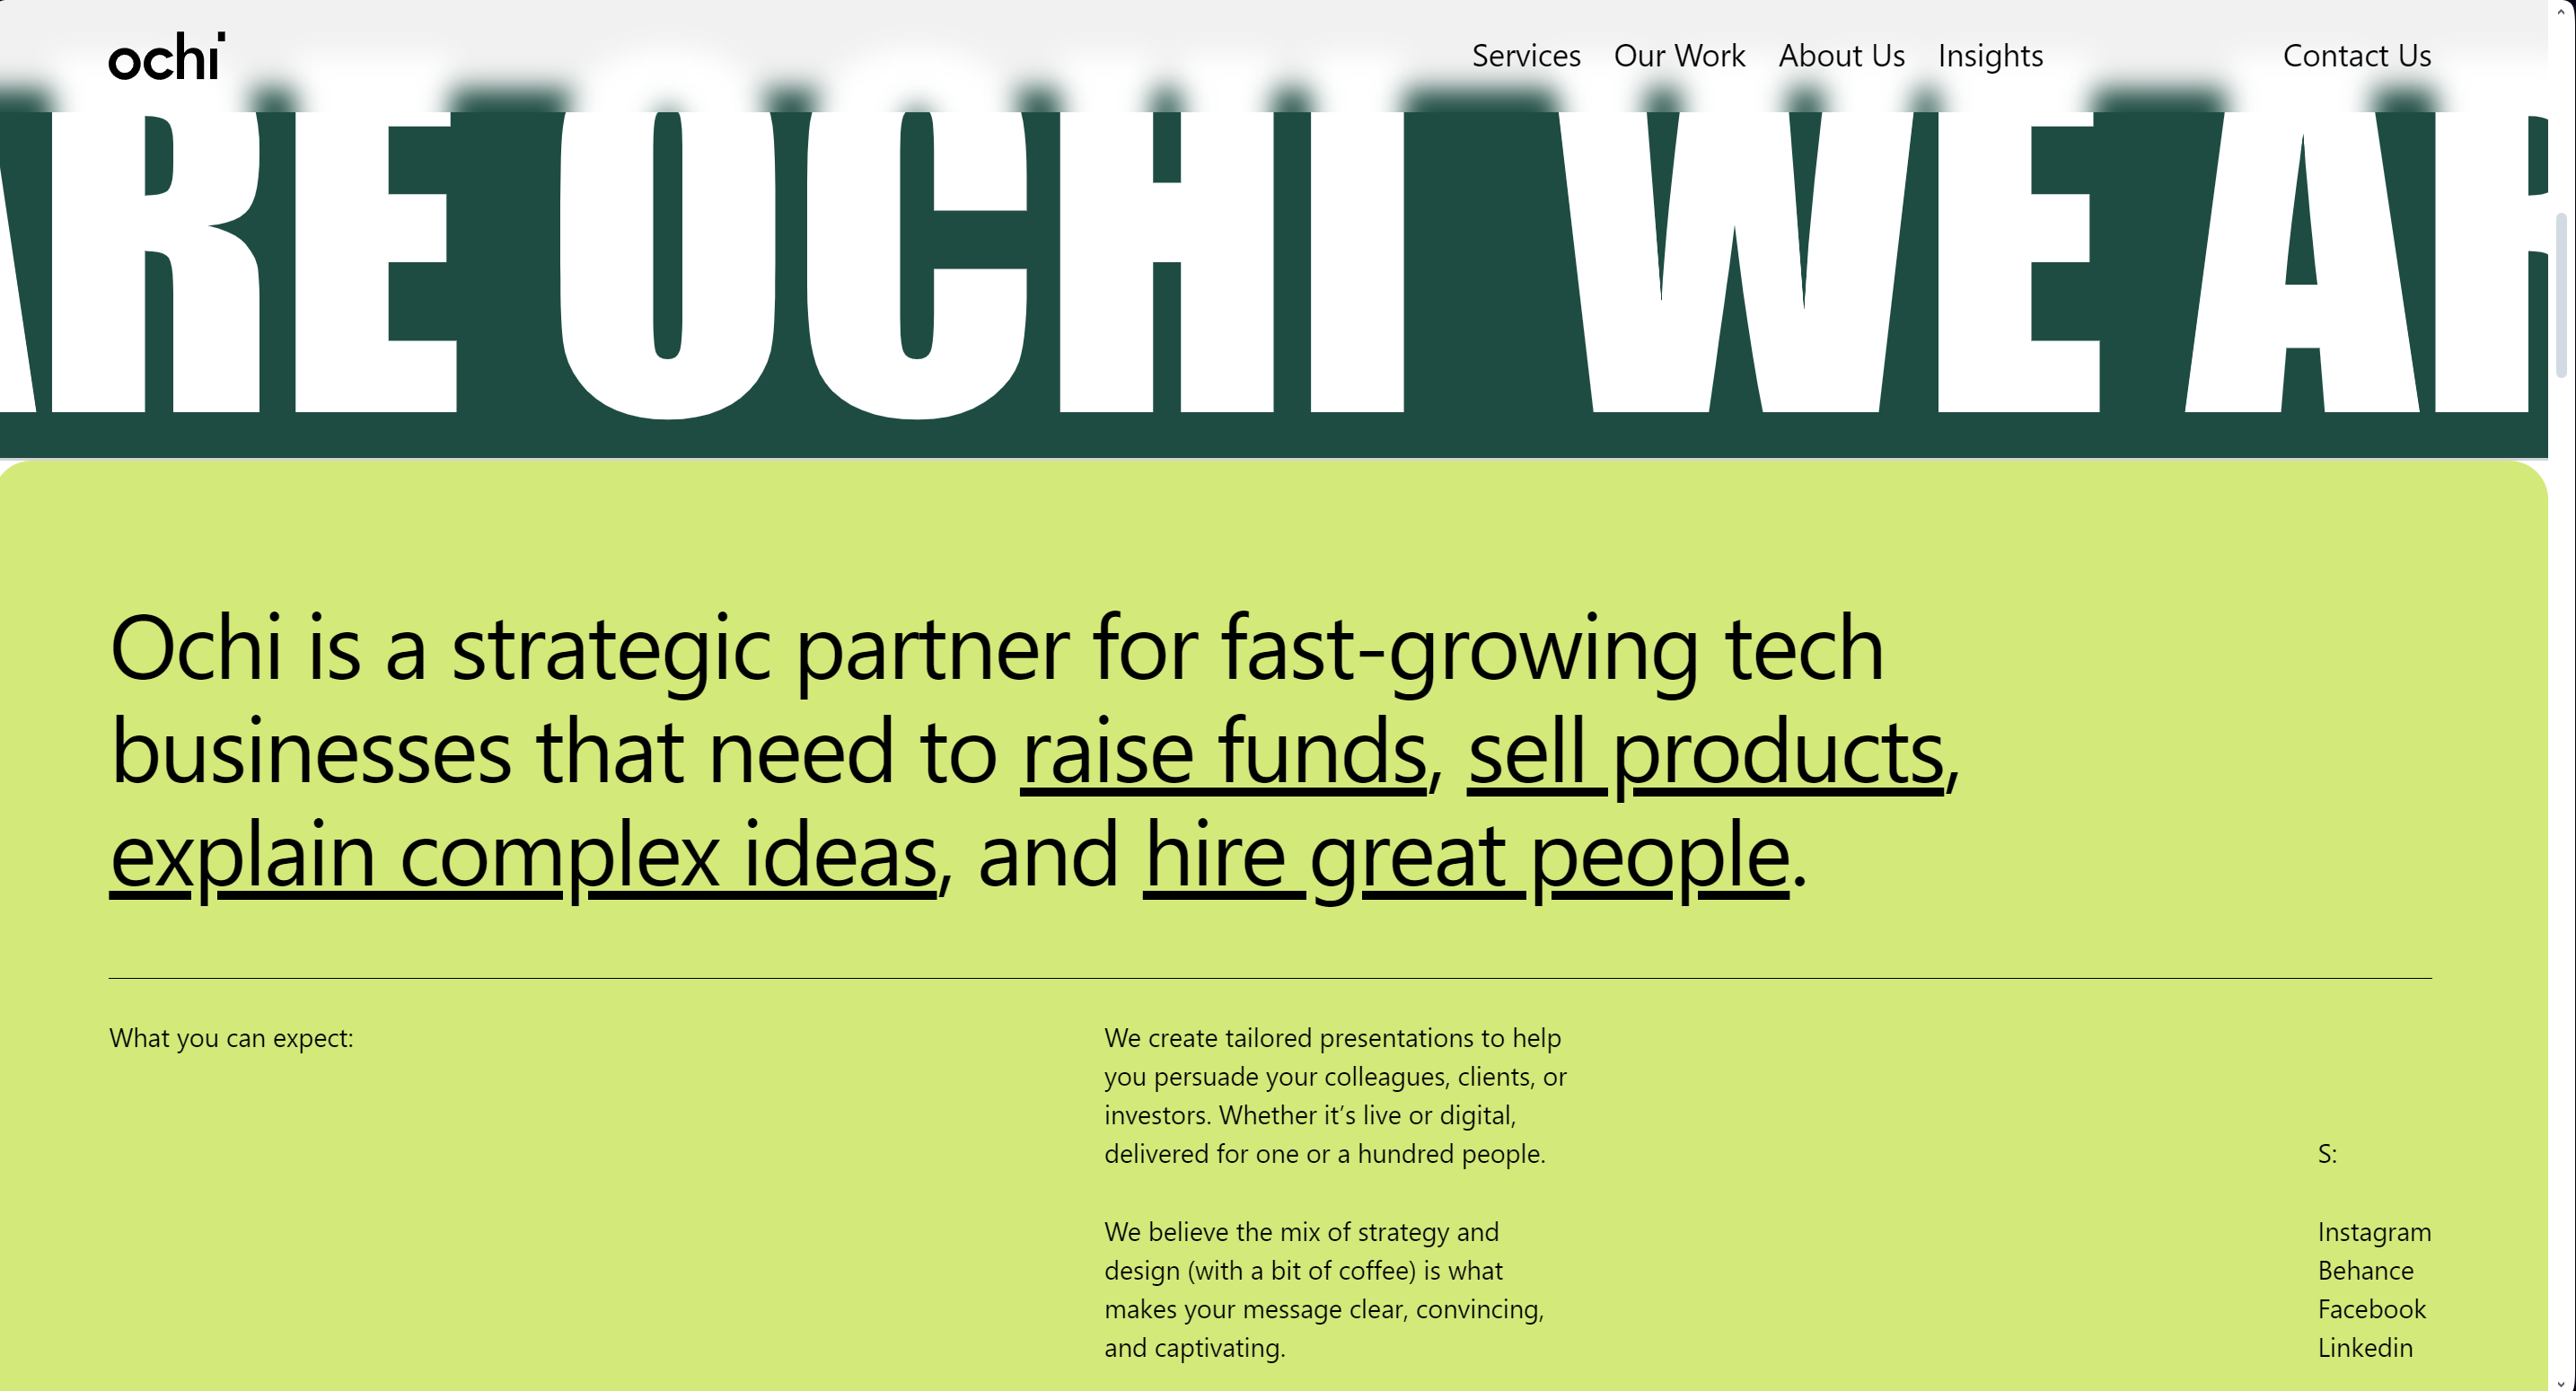 ochi
Services Our Work About Us Insights Contact Us
ARE OCHI WE AR
Ochi is a strategic partner for fast-growing tech
businesses that need to raise funds, sell products,
explain complex ideas, and hire great people.
What you can expect:
We create tailored presentations to help
you persuade your colleagues, clients, or
investors. Whether it’s live or digital,
delivered for one or a hundred people.
We believe the mix of strategy and
design (with a bit of coffee) is what
makes your message clear, convincing,
and captivating.
S:
Instagram
Behance
Facebook
Linkedin